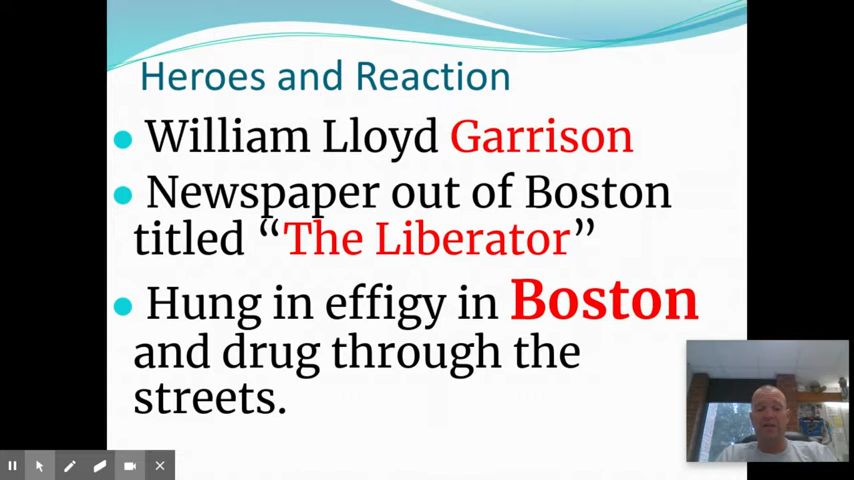 Heroes and Reaction
William Lloyd Garrison
Newspaper out of Boston
titled “The Liberator”
Hung in effigy in Boston
and drug through the
streets.